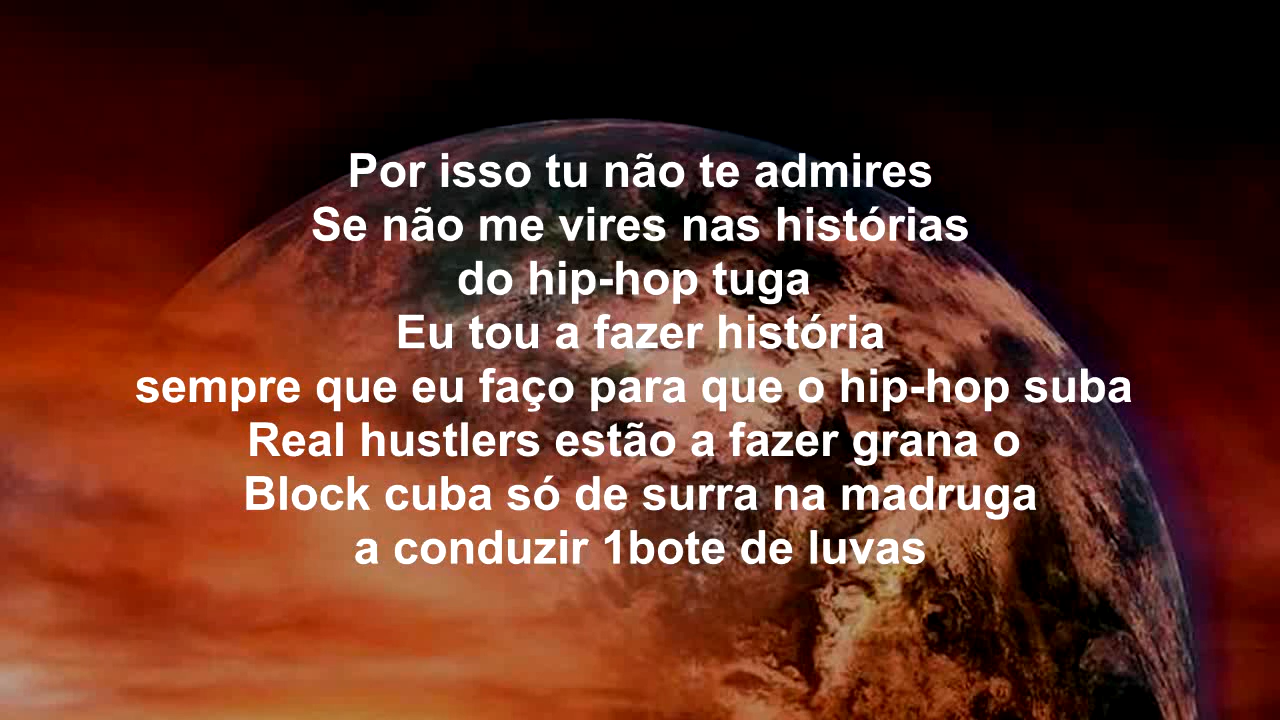 Por isso tu não te admires
Se não me vires nas histórias
do hip-hop tuga
Eu tou a fazer história
sempre que eu faço para que o hip-hop suba
Real hustlers estão a fazer grana o
Block cuba só de surra na madruga
a conduzir 1bote de luvas